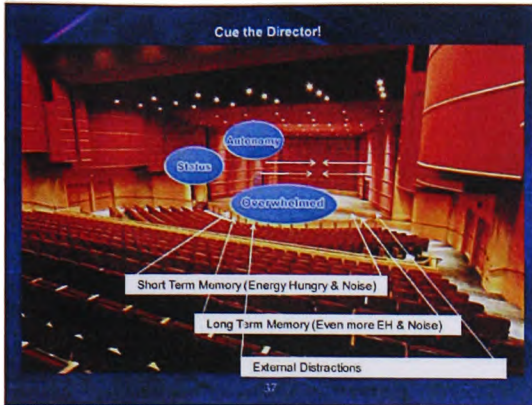 Cue the Director!
Autonomy
Status
Overwhelmed
Short Term Memory (Energy Hungry & Noise)
Long Term Memory (Even more EH & Noise)
External Distractions
37